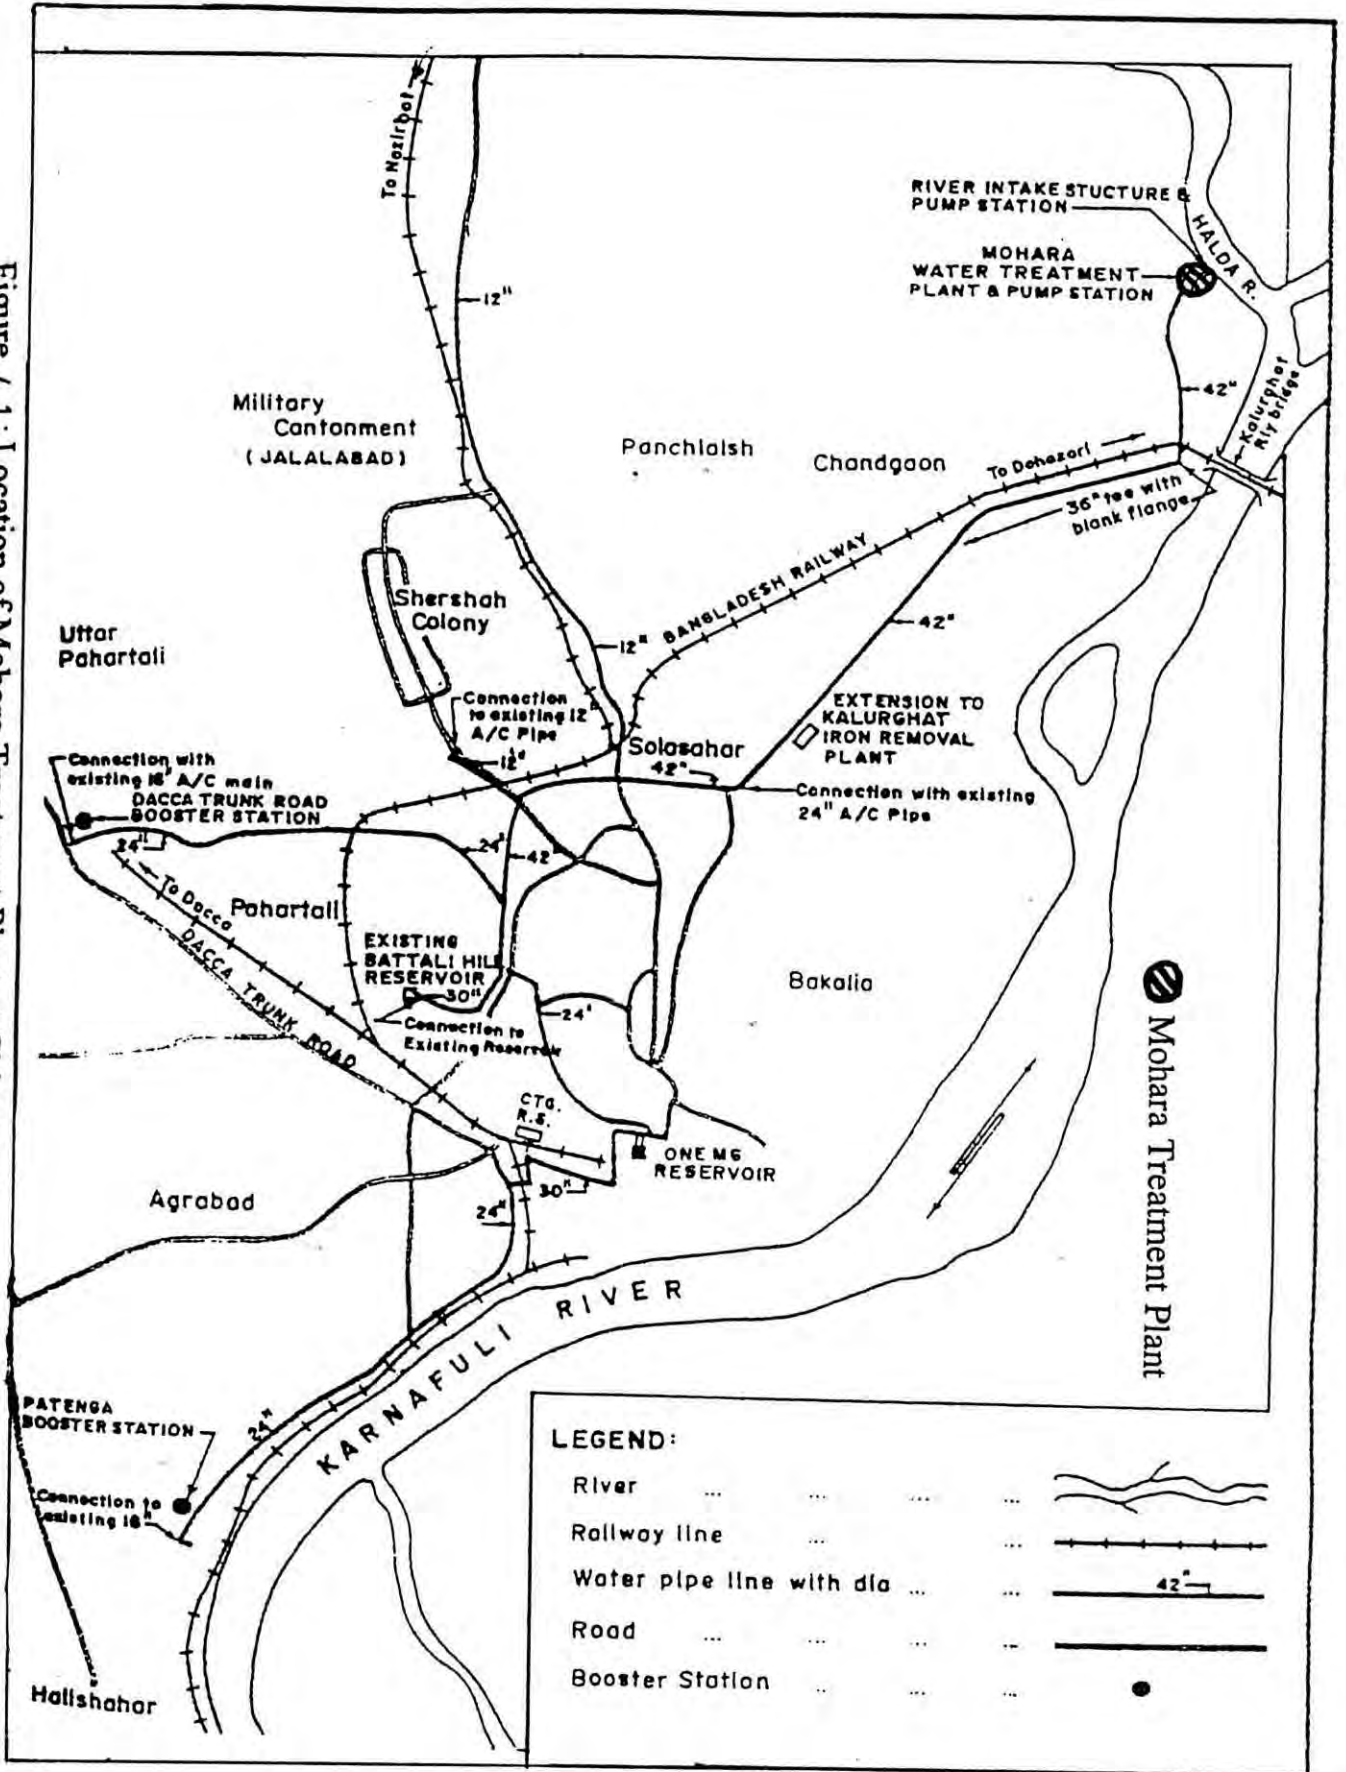 To Nazirhat
RIVER INTAKE STUCTURE &
PUMP STATION
HALDA R.
MOHARA
WATER TREATMENT
PLANT & PUMP STATION
12"
42"
Kalurghat
Rly bridge
Military
Cantonment
(JALALABAD)
Panchlaish
Chandgaon
To Dohazari
36" tee with
blank flange
BANGLADESH RAILWAY
Shershah
Colony
42"
12"
Uttar
Pahartali
Connection
to existing 12"
A/C Pipe
12"
EXTENSION TO
KALURGHAT
IRON REMOVAL
PLANT
Solasahar
42"
Connection with
existing 18" A/C main
DACCA TRUNK ROAD
BOOSTER STATION
Connection with existing
24" A/C Pipe
24"
24"
42"
To Dacca
Pahartali
DACCA TRUNK ROAD
EXISTING
BATTALI HILL
RESERVOIR
30"
Connection to
Existing Reservoir
24"
Bakalia
Mohara Treatment Plant
CTG.
R.S.
ONE MG
RESERVOIR
30"
Agrabad
24"
KARNAFULI RIVER
PATENGA
BOOSTER STATION
24"
Connection to
existing 18"
Halishahar
LEGEND:
River ... ... ... ...
Railway line ... ...
Water pipe line with dia ... ...
42"
Road ... ... ... ...
Booster Station .. ... ...